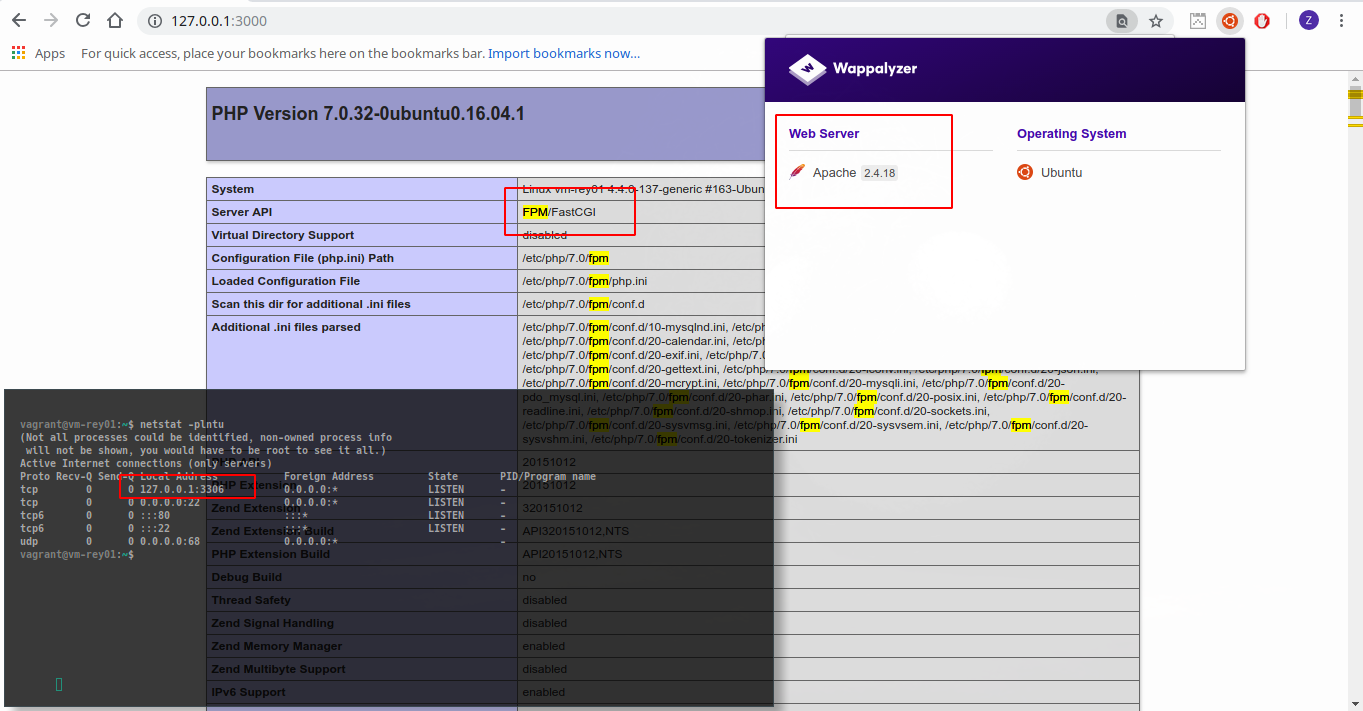 127.0.0.1:3000
Z
Apps For quick access, place your bookmarks here on the bookmarks bar. Import bookmarks now...
PHP Version 7.0.32-0ubuntu0.16.04.1
System Linux vm-rey01 4.4.0-137-generic #163-Ubun
Server API FPM/FastCGI
Virtual Directory Support disabled
Configuration File (php.ini) Path /etc/php/7.0/fpm
Loaded Configuration File /etc/php/7.0/fpm/php.ini
Scan this dir for additional .ini files /etc/php/7.0/fpm/conf.d
Additional .ini files parsed /etc/php/7.0/fpm/conf.d/10-mysqlnd.ini, /etc/ph
/etc/php/7.0/fpm/conf.d/20-calendar.ini, /etc/ph
/etc/php/7.0/fpm/conf.d/20-exif.ini, /etc/php/7.0
/etc/php/7.0/fpm/conf.d/20-gettext.ini, /etc/php/7.0/fpm/conf.d/20-iconv.ini, /etc/php/7.0/fpm/conf.d/20-json.ini,
/etc/php/7.0/fpm/conf.d/20-mcrypt.ini, /etc/php/7.0/fpm/conf.d/20-mysqli.ini, /etc/php/7.0/fpm/conf.d/20-
pdo_mysql.ini, /etc/php/7.0/fpm/conf.d/20-phar.ini, /etc/php/7.0/fpm/conf.d/20-posix.ini, /etc/php/7.0/fpm/conf.d/20-
readline.ini, /etc/php/7.0/fpm/conf.d/20-shmop.ini, /etc/php/7.0/fpm/conf.d/20-sockets.ini,
/etc/php/7.0/fpm/conf.d/20-sysvmsg.ini, /etc/php/7.0/fpm/conf.d/20-sysvsem.ini, /etc/php/7.0/fpm/conf.d/20-
sysvshm.ini, /etc/php/7.0/fpm/conf.d/20-tokenizer.ini
PHP API 20151012
PHP Extension 20151012
Zend Extension 320151012
Zend Extension Build API320151012,NTS
PHP Extension Build API20151012,NTS
Debug Build no
Thread Safety disabled
Zend Signal Handling disabled
Zend Memory Manager enabled
Zend Multibyte Support disabled
IPv6 Support enabled
W Wappalyzer
Web Server
Apache 2.4.18
Operating System
Ubuntu
vagrant@vm-rey01:~$ netstat -plntu
(Not all processes could be identified, non-owned process info
will not be shown, you would have to be root to see it all.)
Active Internet connections (only servers)
Proto Recv-Q Send-Q Local Address Foreign Address State PID/Program name
tcp 0 0 127.0.0.1:3306 0.0.0.0:* LISTEN -
tcp 0 0 0.0.0.0:22 0.0.0.0:* LISTEN -
tcp6 0 0 :::80 :::* LISTEN -
tcp6 0 0 :::22 :::* LISTEN -
udp 0 0 0.0.0.0:68 0.0.0.0:* -
vagrant@vm-rey01:~$